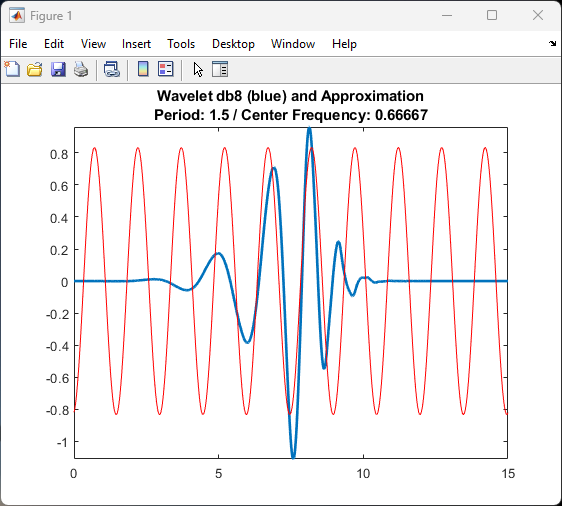 Figure 1
File Edit View Insert Tools Desktop Window Help
Wavelet db8 (blue) and Approximation
Period: 1.5 / Center Frequency: 0.66667
0.8
0.6
0.4
0.2
0
-0.2
-0.4
-0.6
-0.8
-1
0 5 10 15